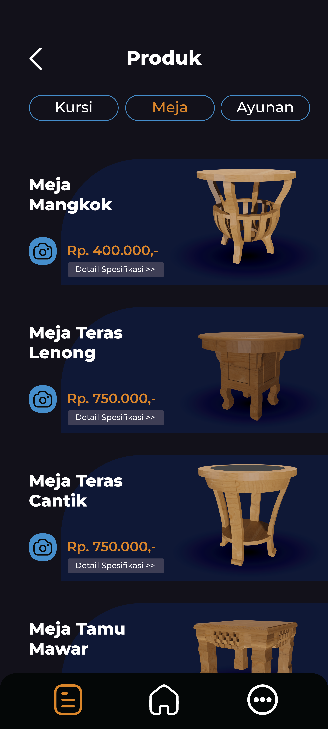 Produk
Kursi
Meja
Ayunan
Meja
Mangkok
Rp. 400.000,-
Detail Spesifikasi >>
Meja Teras
Lenong
Rp. 750.000,-
Detail Spesifikasi >>
Meja Teras
Cantik
Rp. 750.000,-
Detail Spesifikasi >>
Meja Tamu
Mawar